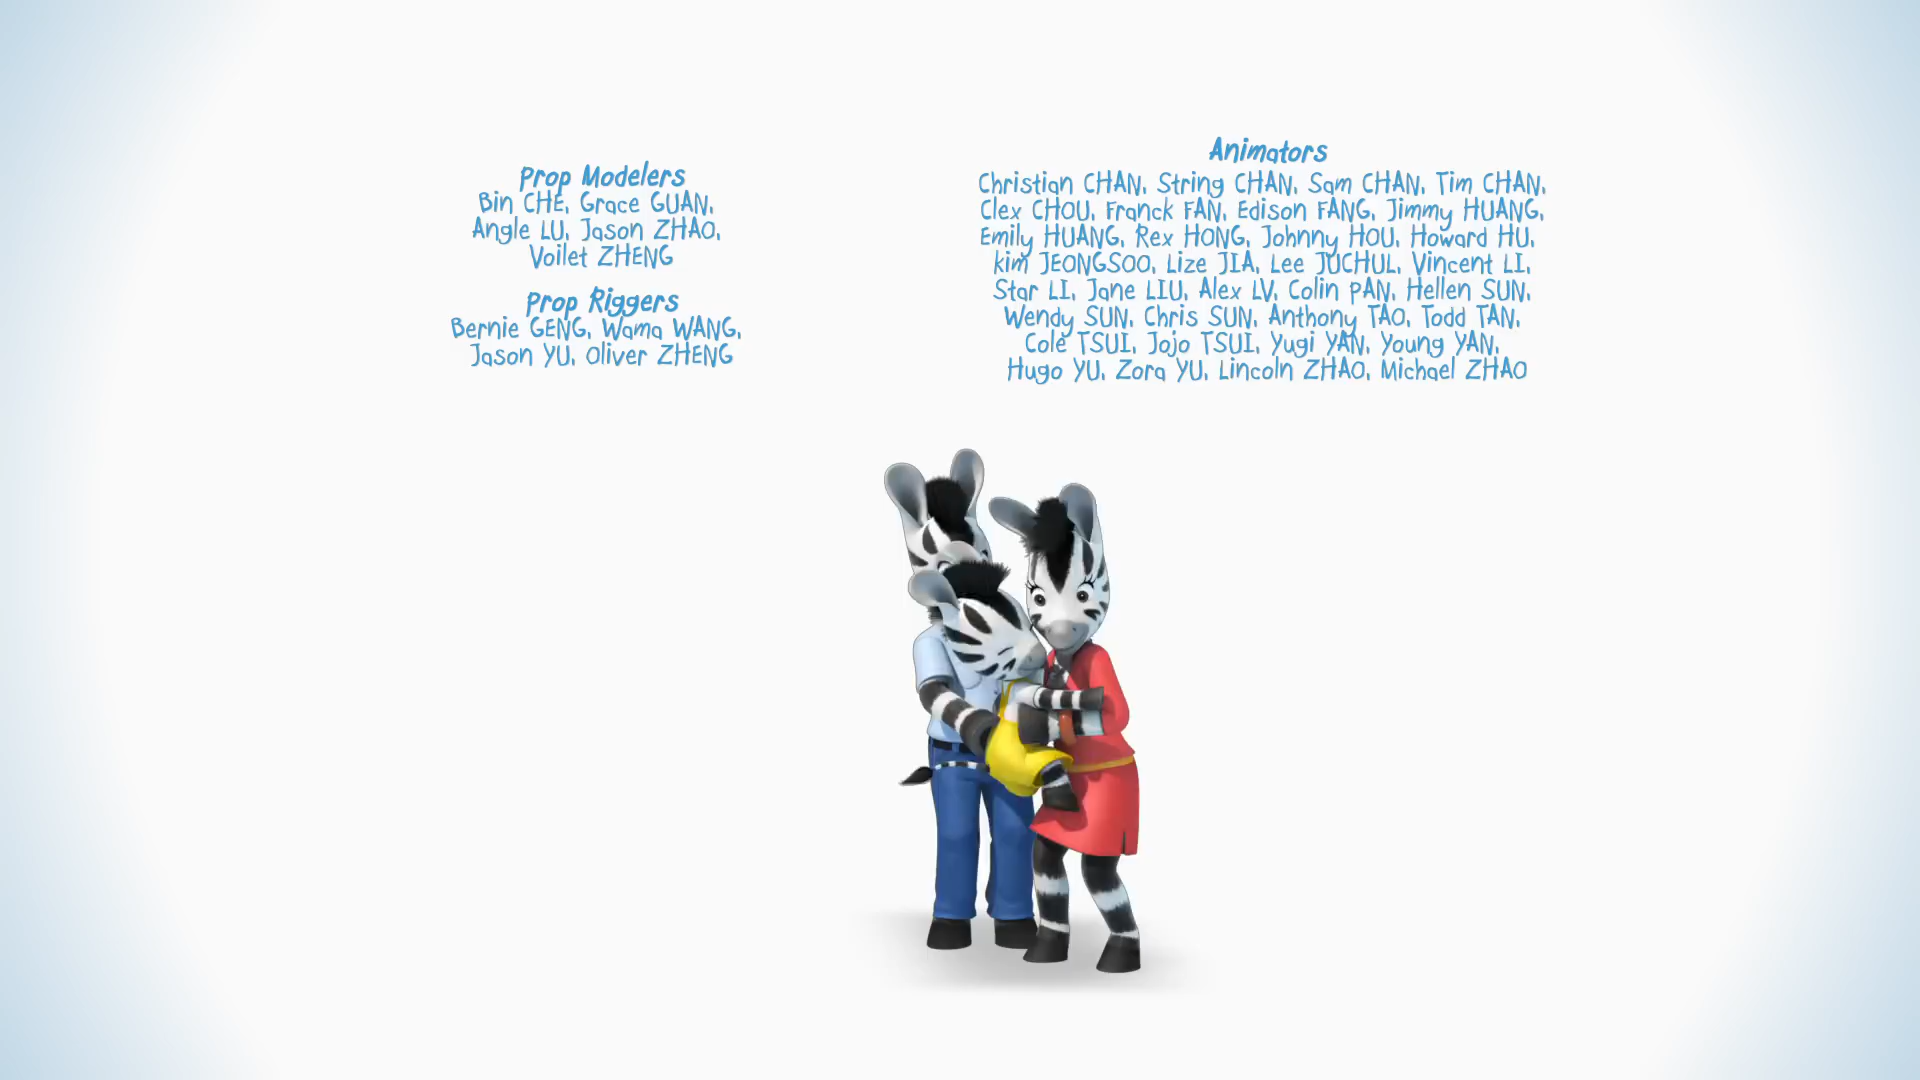 Prop Modelers
Bin CHE, Grace GUAN,
Angle LU, Jason ZHAO,
Voilet ZHENG
Prop Riggers
Bernie GENG, Wama WANG,
Jason YU, Oliver ZHENG
Animators
Christian CHAN, String CHAN, Sam CHAN, Tim CHAN,
Clex CHOU, Franck FAN, Edison FANG, Jimmy HUANG,
Emily HUANG, Rex HONG, Johnny HOU, Howard HU,
kim JEONGSOO, Lize JIA, Lee JUCHUL, Vincent LI,
Star LI, Jane LIU, Alex LV, Colin PAN, Hellen SUN,
Wendy SUN, Chris SUN, Anthony TAO, Todd TAN,
Cole TSUI, Jojo TSUI, Yugi YAN, Young YAN,
Hugo YU, Zora YU, Lincoln ZHAO, Michael ZHAO